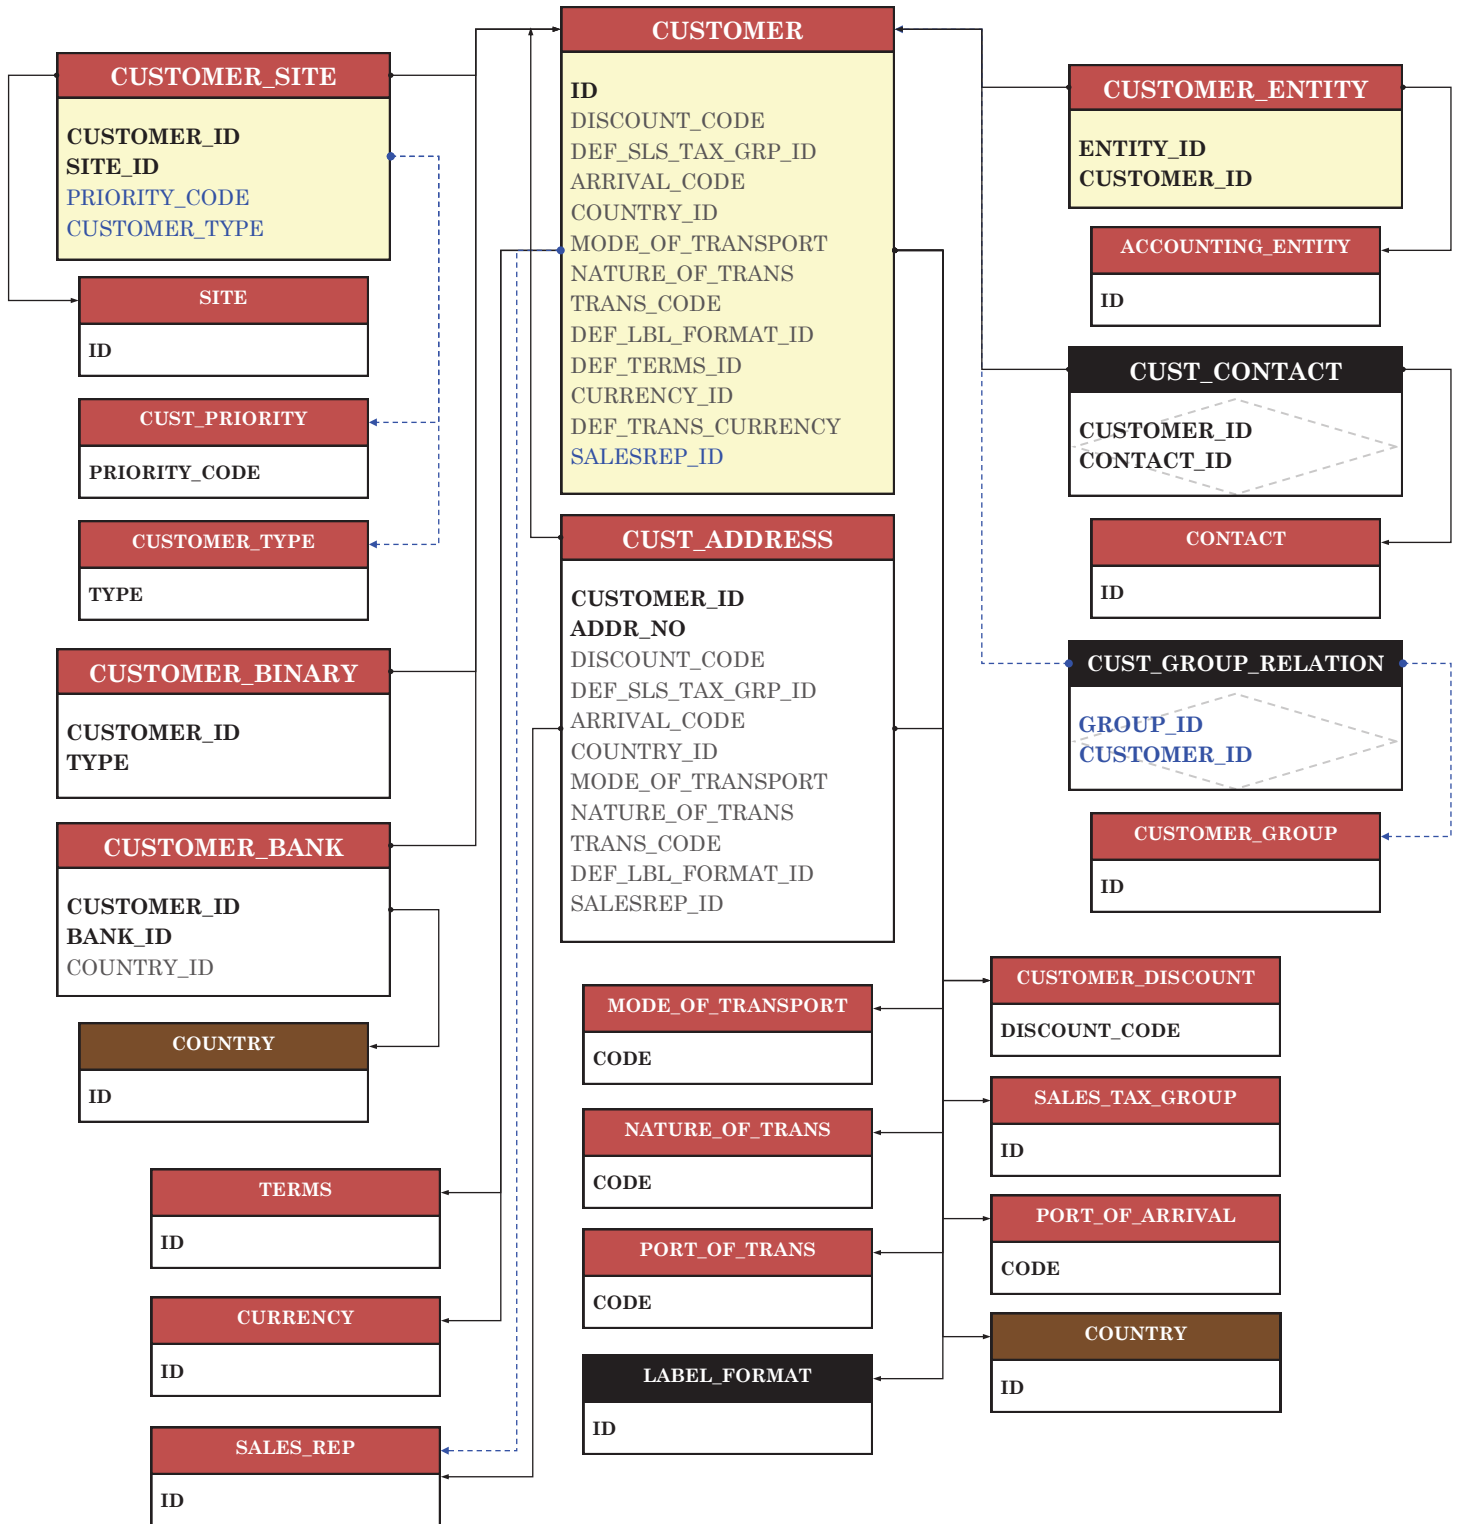 CUSTOMER
ID
DISCOUNT_CODE
DEF_SLS_TAX_GRP_ID
ARRIVAL_CODE
COUNTRY_ID
MODE_OF_TRANSPORT
NATURE_OF_TRANS
TRANS_CODE
DEF_LBL_FORMAT_ID
DEF_TERMS_ID
CURRENCY_ID
DEF_TRANS_CURRENCY
SALESREP_ID
CUSTOMER_SITE
CUSTOMER_ID
SITE_ID
PRIORITY_CODE
CUSTOMER_TYPE
SITE
ID
CUST_PRIORITY
PRIORITY_CODE
CUSTOMER_TYPE
TYPE
CUSTOMER_BINARY
CUSTOMER_ID
TYPE
CUSTOMER_BANK
CUSTOMER_ID
BANK_ID
COUNTRY_ID
COUNTRY
ID
TERMS
ID
CURRENCY
ID
SALES_REP
ID
CUST_ADDRESS
CUSTOMER_ID
ADDR_NO
DISCOUNT_CODE
DEF_SLS_TAX_GRP_ID
ARRIVAL_CODE
COUNTRY_ID
MODE_OF_TRANSPORT
NATURE_OF_TRANS
TRANS_CODE
DEF_LBL_FORMAT_ID
SALESREP_ID
MODE_OF_TRANSPORT
CODE
NATURE_OF_TRANS
CODE
PORT_OF_TRANS
CODE
LABEL_FORMAT
ID
CUSTOMER_ENTITY
ENTITY_ID
CUSTOMER_ID
ACCOUNTING_ENTITY
ID
CUST_CONTACT
CUSTOMER_ID
CONTACT_ID
CONTACT
ID
CUST_GROUP_RELATION
GROUP_ID
CUSTOMER_ID
CUSTOMER_GROUP
ID
CUSTOMER_DISCOUNT
DISCOUNT_CODE
SALES_TAX_GROUP
ID
PORT_OF_ARRIVAL
CODE
COUNTRY
ID